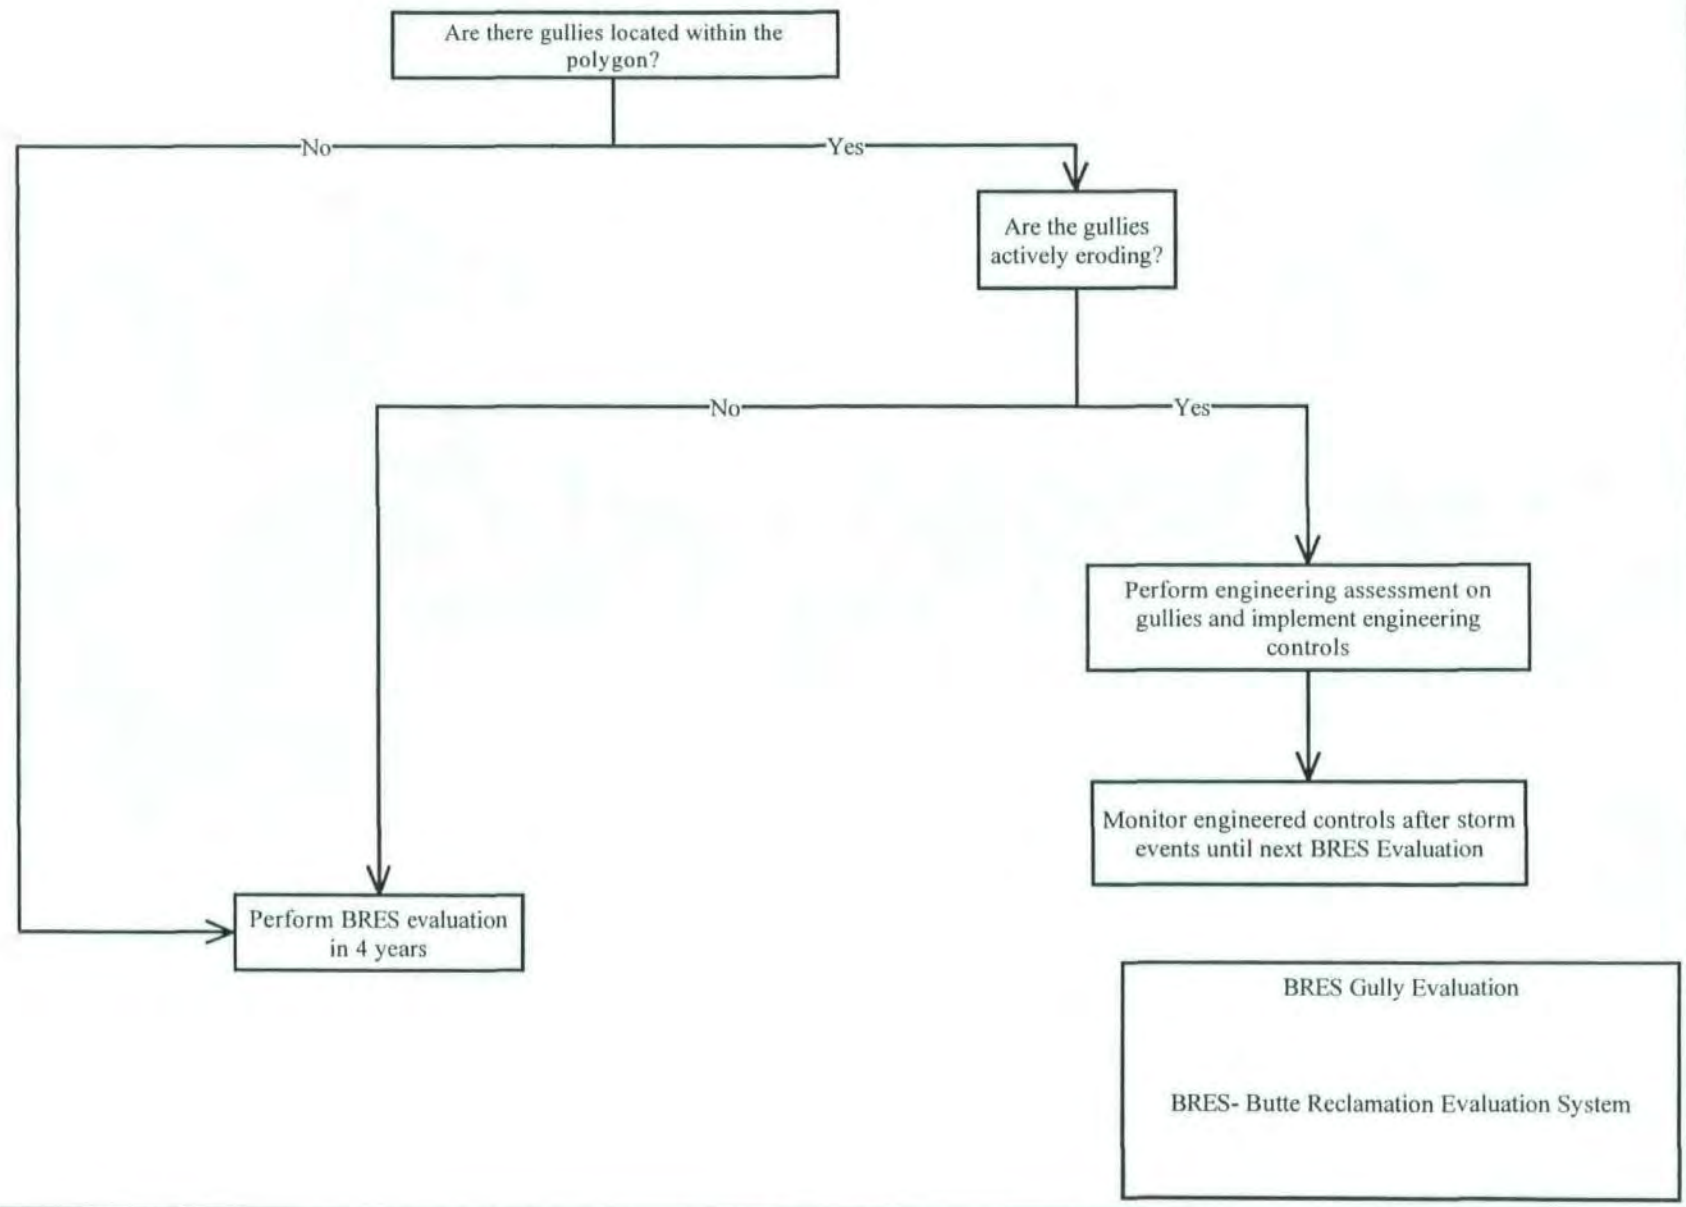 Are there gullies located within the
polygon?
No
Yes
Are the gullies
actively eroding?
No
Yes
Perform engineering assessment on
gullies and implement engineering
controls
Monitor engineered controls after storm
events until next BRES Evaluation
Perform BRES evaluation
in 4 years
BRES Gully Evaluation
BRES- Butte Reclamation Evaluation System